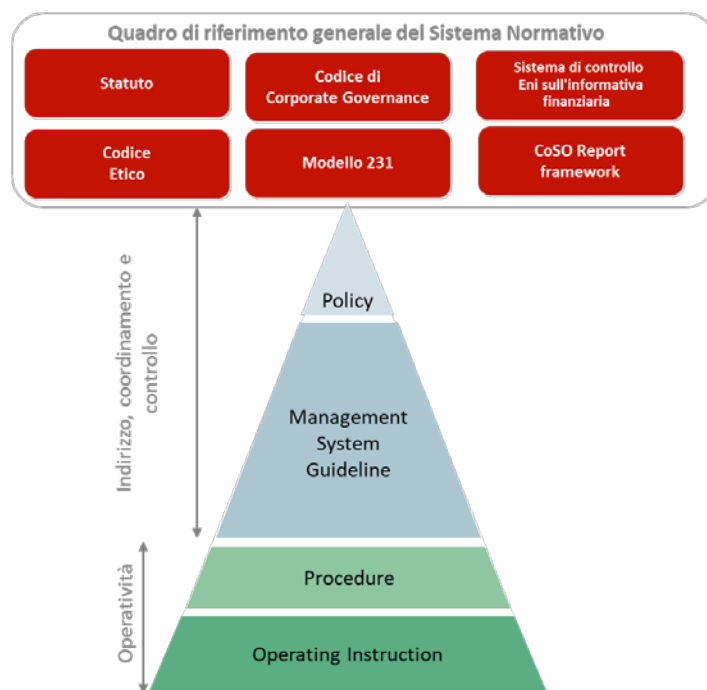 Quadro di riferimento generale del Sistema Normativo
Statuto
Codice di
Corporate Governance
Sistema di controllo
Eni sull'informativa
finanziaria
Codice
Etico
Modello 231
CoSO Report
framework
Indirizzo, coordinamento e
controllo
Policy
Management
System
Guideline
Operatività
Procedure
Operating Instruction